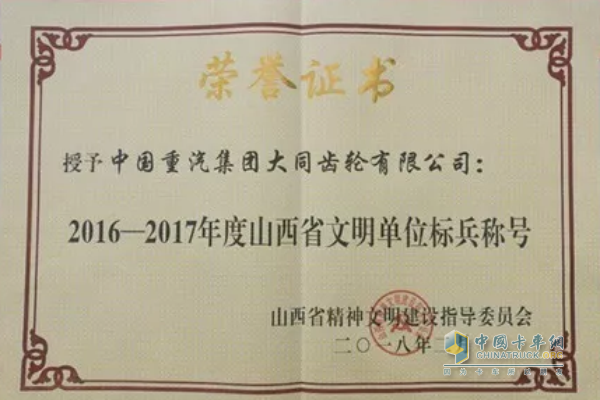 荣誉证书
授予中国重汽集团大同齿轮有限公司：
2016—2017年度山西省文明单位标兵称号
山西省精神文明建设指导委员会
二〇一八年
中国卡车网
CHINATRUCK.ORG